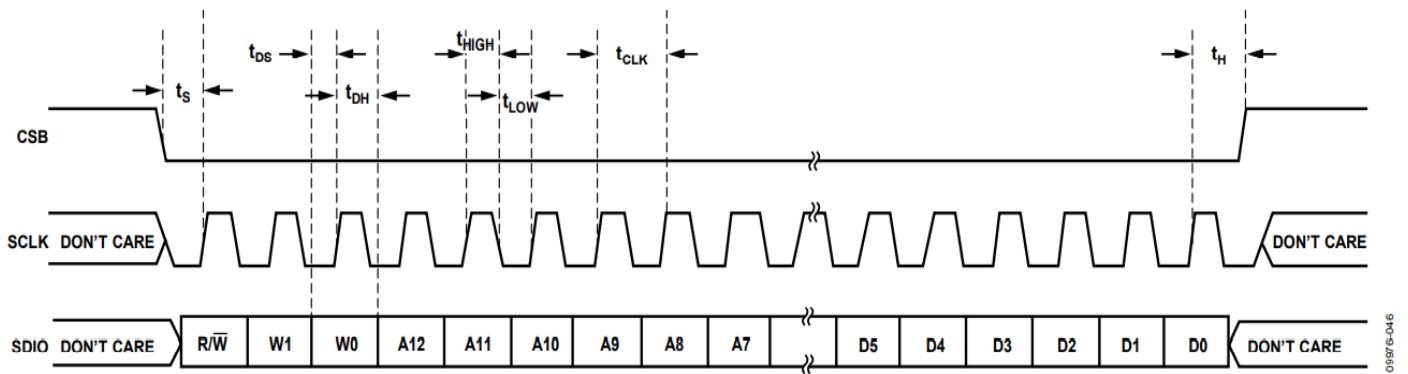 tDS
tHIGH
tCLK
tH
tS
tDH
tLOW
CSB
SCLK DON'T CARE
DON'T CARE
SDIO DON'T CARE R/W̅ W1 W0 A12 A11 A10 A9 A8 A7 D5 D4 D3 D2 D1 D0 DON'T CARE
09976-046